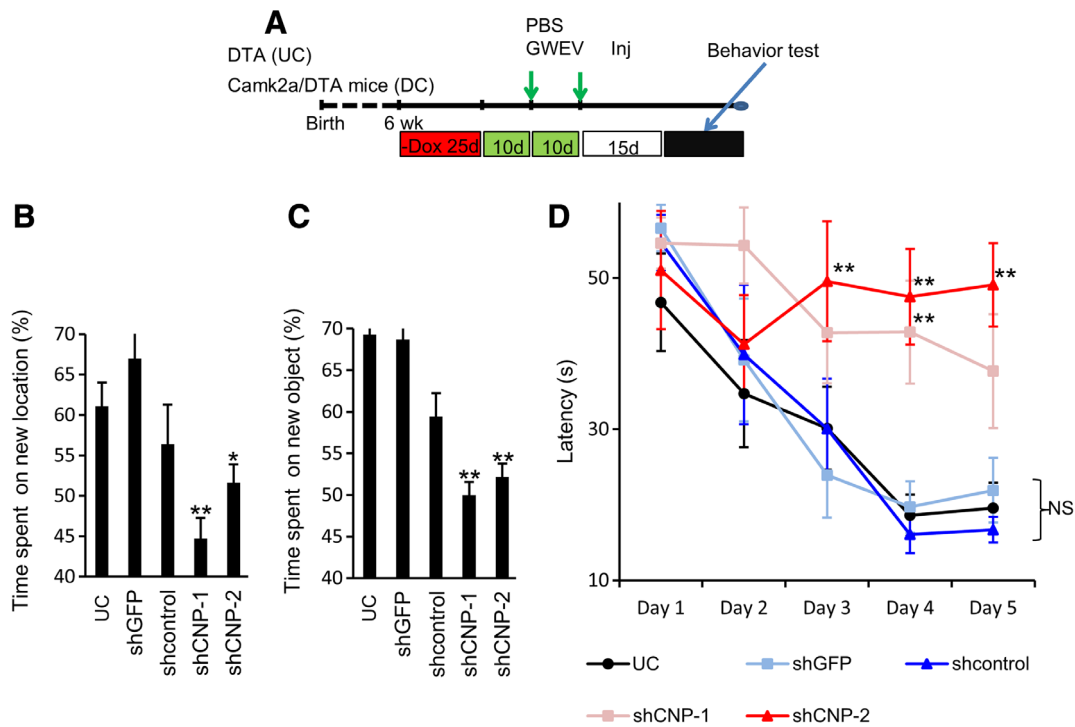 A
PBS
GWEV
Inj
Behavior test
DTA (UC)
Camk2a/DTA mice (DC)
Birth
6 wk
-Dox 25d
10d
10d
15d
B
Time spent on new location (%)
70
65
60
55
50
45
40
**
*
UC
shGFP
shcontrol
shCNP-1
shCNP-2
C
Time spent on new object (%)
70
65
60
55
50
45
40
**
**
UC
shGFP
shcontrol
shCNP-1
shCNP-2
D
Latency (s)
50
30
10
**
**
**
**
NS
Day 1
Day 2
Day 3
Day 4
Day 5
UC
shGFP
shcontrol
shCNP-1
shCNP-2